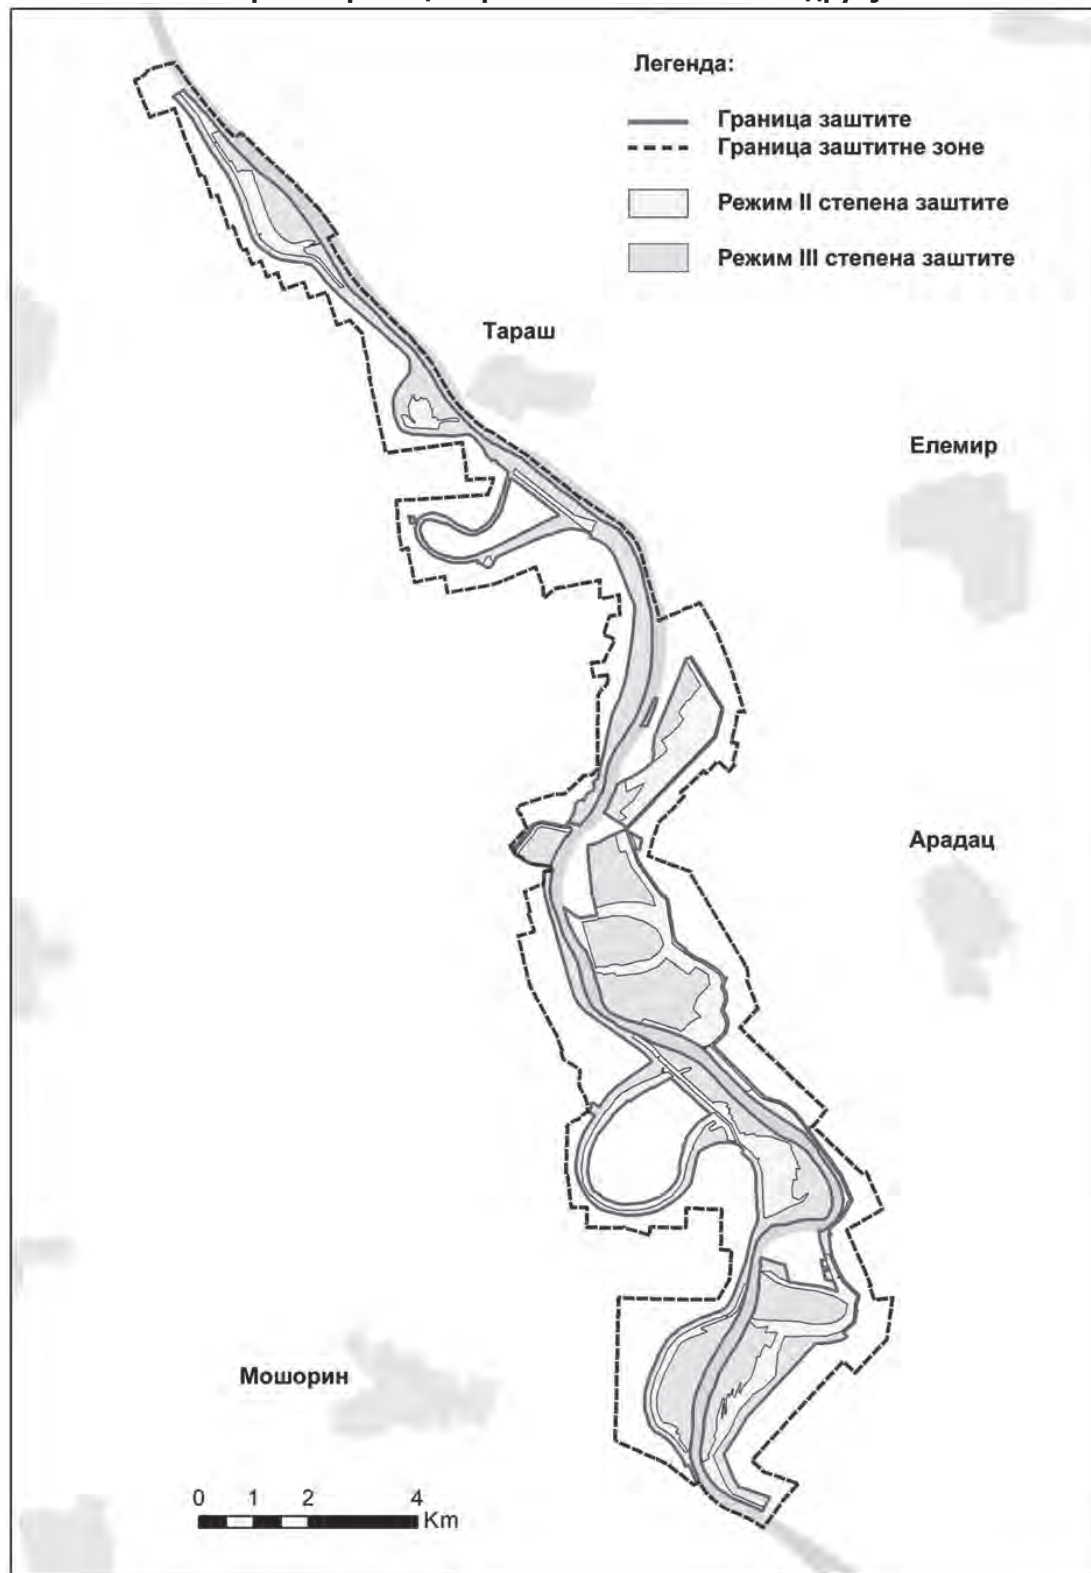 Легенда:
Граница заштите
Граница заштитне зоне
Режим II степена заштите
Режим III степена заштите
Тараш
Елемир
Арадац
Мошорин
0 1 2 4
Km